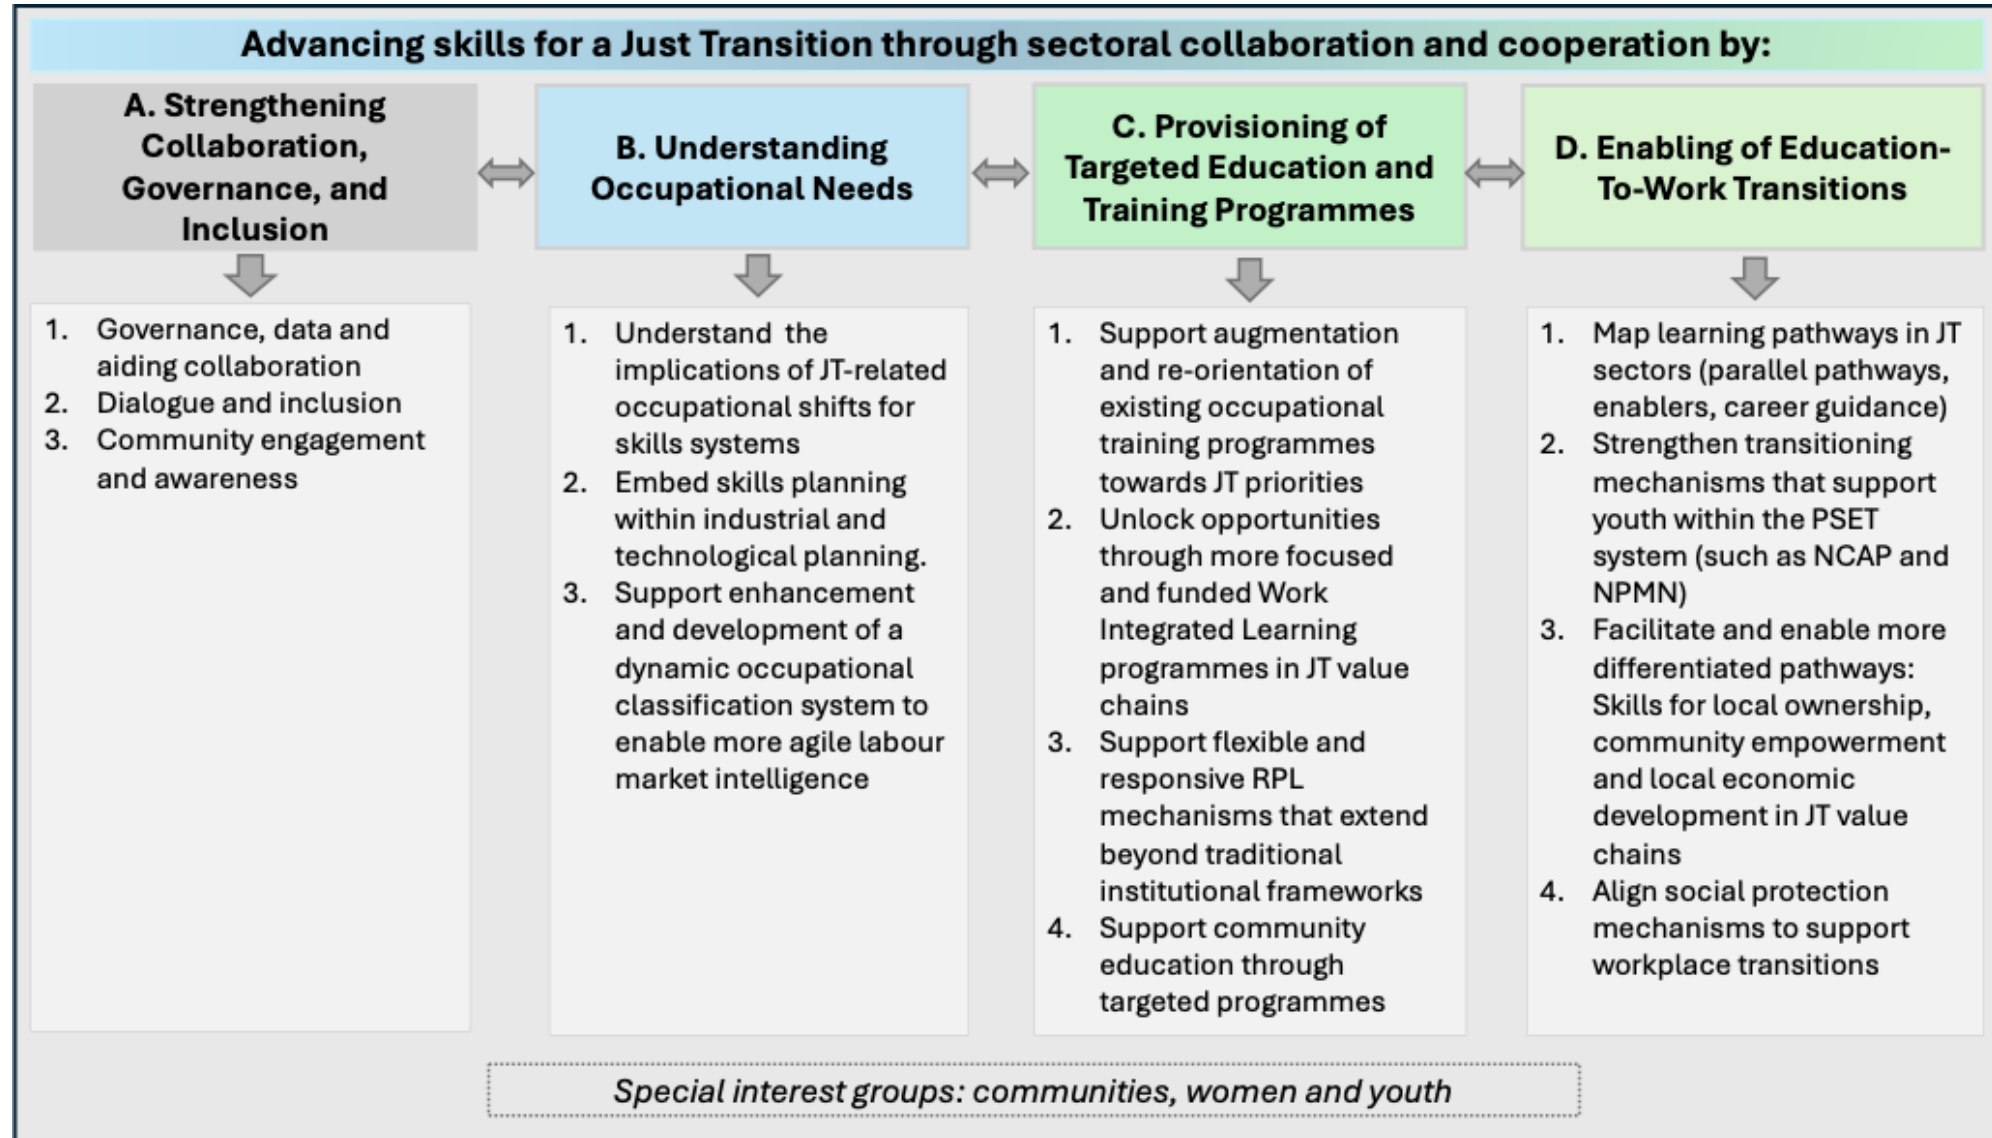 Advancing skills for a Just Transition through sectoral collaboration and cooperation by:
A. Strengthening
Collaboration,
Governance, and
Inclusion
B. Understanding
Occupational Needs
C. Provisioning of
Targeted Education and
Training Programmes
D. Enabling of Education-
To-Work Transitions
1. Governance, data and
aiding collaboration
2. Dialogue and inclusion
3. Community engagement
and awareness
1. Understand the
implications of JT-related
occupational shifts for
skills systems
2. Embed skills planning
within industrial and
technological planning.
3. Support enhancement
and development of a
dynamic occupational
classification system to
enable more agile labour
market intelligence
1. Support augmentation
and re-orientation of
existing occupational
training programmes
towards JT priorities
2. Unlock opportunities
through more focused
and funded Work
Integrated Learning
programmes in JT value
chains
3. Support flexible and
responsive RPL
mechanisms that extend
beyond traditional
institutional frameworks
4. Support community
education through
targeted programmes
1. Map learning pathways in JT
sectors (parallel pathways,
enablers, career guidance)
2. Strengthen transitioning
mechanisms that support
youth within the PSET
system (such as NCAP and
NPMN)
3. Facilitate and enable more
differentiated pathways:
Skills for local ownership,
community empowerment
and local economic
development in JT value
chains
4. Align social protection
mechanisms to support
workplace transitions
Special interest groups: communities, women and youth